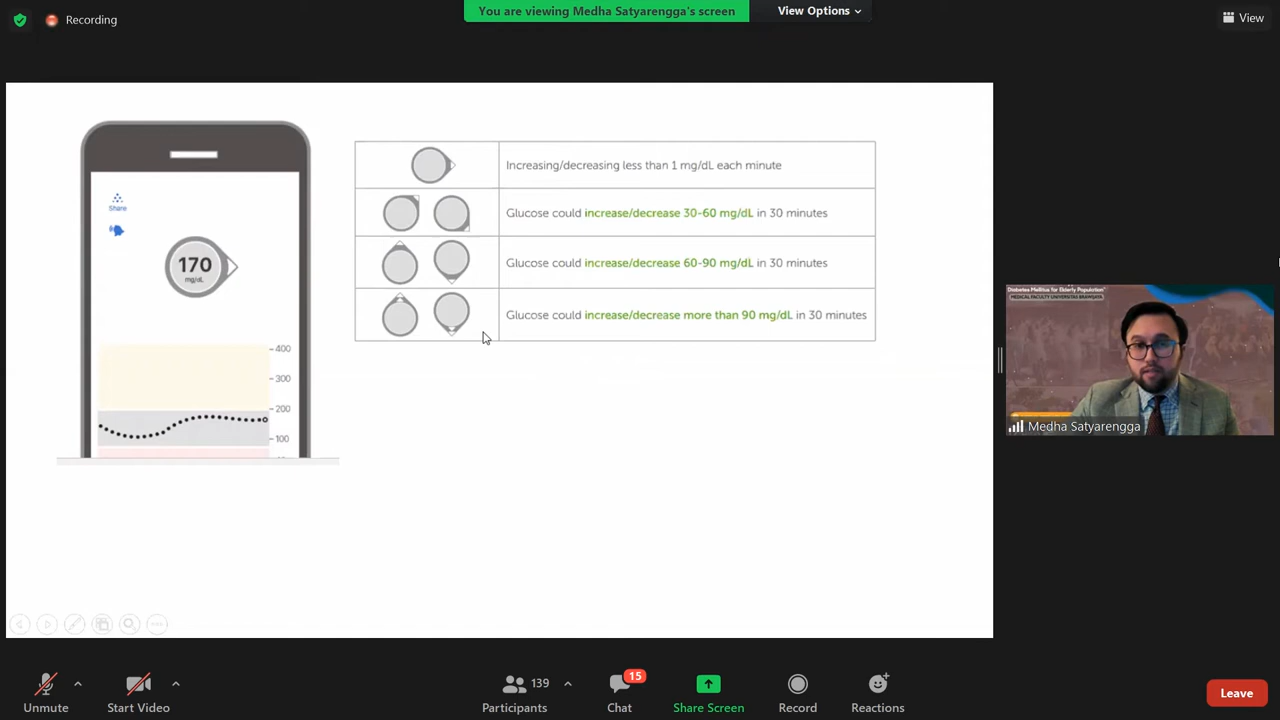 Recording
You are viewing Medha Satyarengga's screen
View Options
View
Share
170
mg/dL
400
300
200
100
Increasing/decreasing less than 1 mg/dL each minute
Glucose could increase/decrease 30-60 mg/dL in 30 minutes
Glucose could increase/decrease 60-90 mg/dL in 30 minutes
Glucose could increase/decrease more than 90 mg/dL in 30 minutes
Diabetes Mellitus for Elderly Population"
MEDICAL FACULTY UNIVERSITAS BRAWIJAYA
Medha Satyarengga
Unmute
Start Video
139
Participants
15
Chat
Share Screen
Record
Reactions
Leave